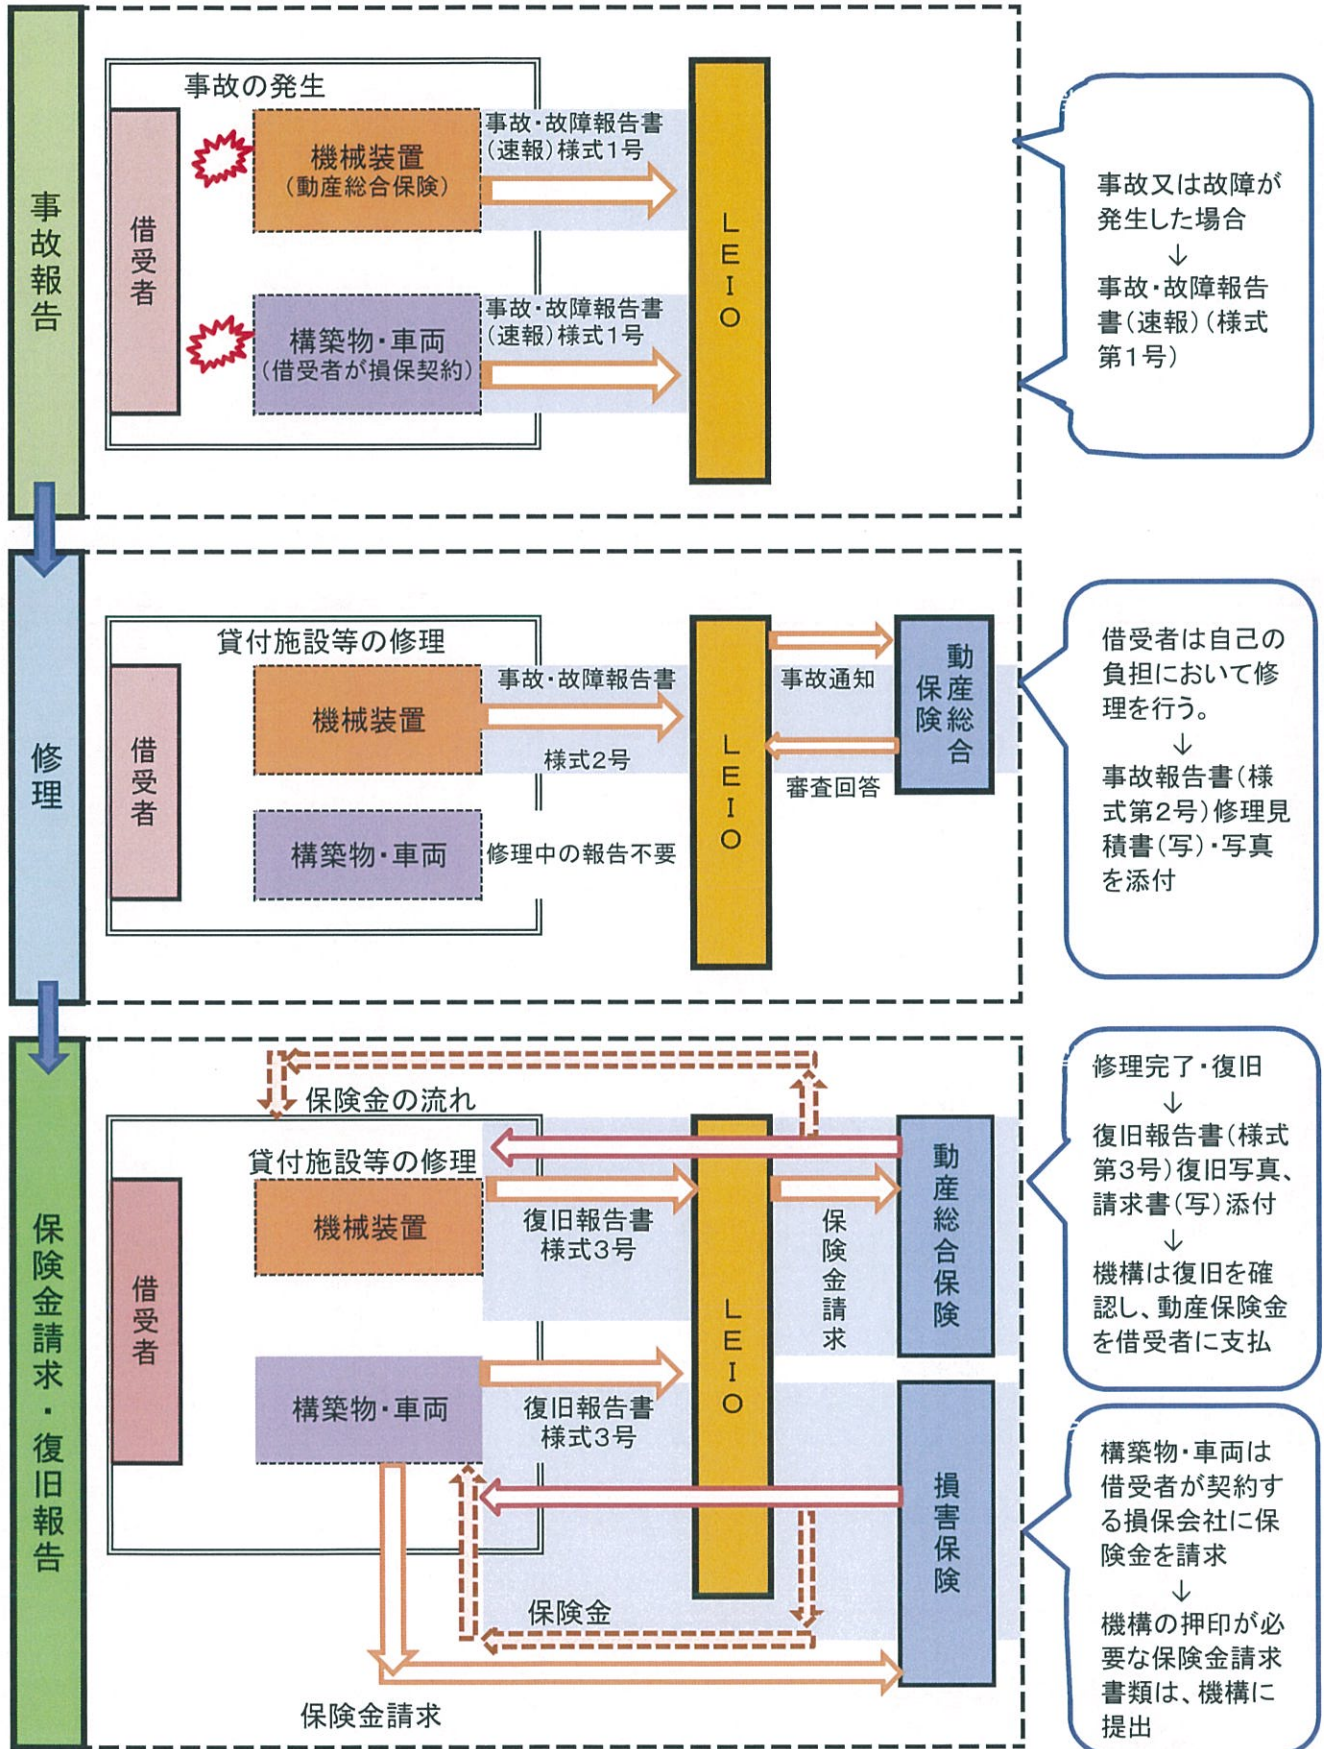 事故報告
事故の発生
借受者
機械装置
(動産総合保険)
事故・故障報告書
(速報)様式1号
構築物・車両
(借受者が損保契約)
事故・故障報告書
(速報)様式1号
LEIO
事故又は故障が
発生した場合
↓
事故・故障報告
書(速報)(様式
第1号)
修理
貸付施設等の修理
借受者
機械装置
事故・故障報告書
様式2号
構築物・車両
修理中の報告不要
LEIO
事故通知
審査回答
動産総合
保険
借受者は自己の
負担において修
理を行う。
↓
事故報告書(様
式第2号)修理見
積書(写)・写真
を添付
保険金請求・復旧報告
保険金の流れ
貸付施設等の修理
借受者
機械装置
復旧報告書
様式3号
構築物・車両
復旧報告書
様式3号
LEIO
保険金請求
動産総合保険
損害保険
保険金
保険金請求
修理完了・復旧
↓
復旧報告書(様式
第3号)復旧写真、
請求書(写)添付
↓
機構は復旧を確
認し、動産保険金
を借受者に支払
構築物・車両は
借受者が契約す
る損保会社に保
険金を請求
↓
機構の押印が必
要な保険金請求
書類は、機構に
提出